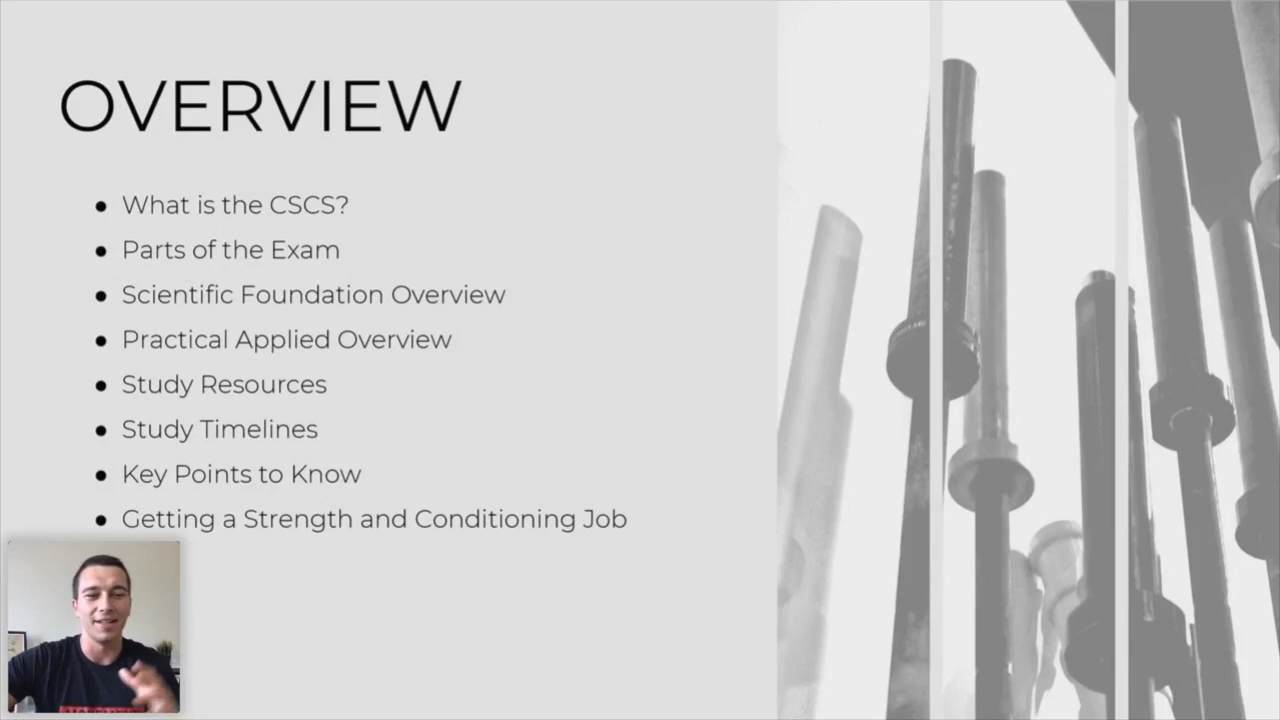 OVERVIEW
What is the CSCS?
Parts of the Exam
Scientific Foundation Overview
Practical Applied Overview
Study Resources
Study Timelines
Key Points to Know
Getting a Strength and Conditioning Job